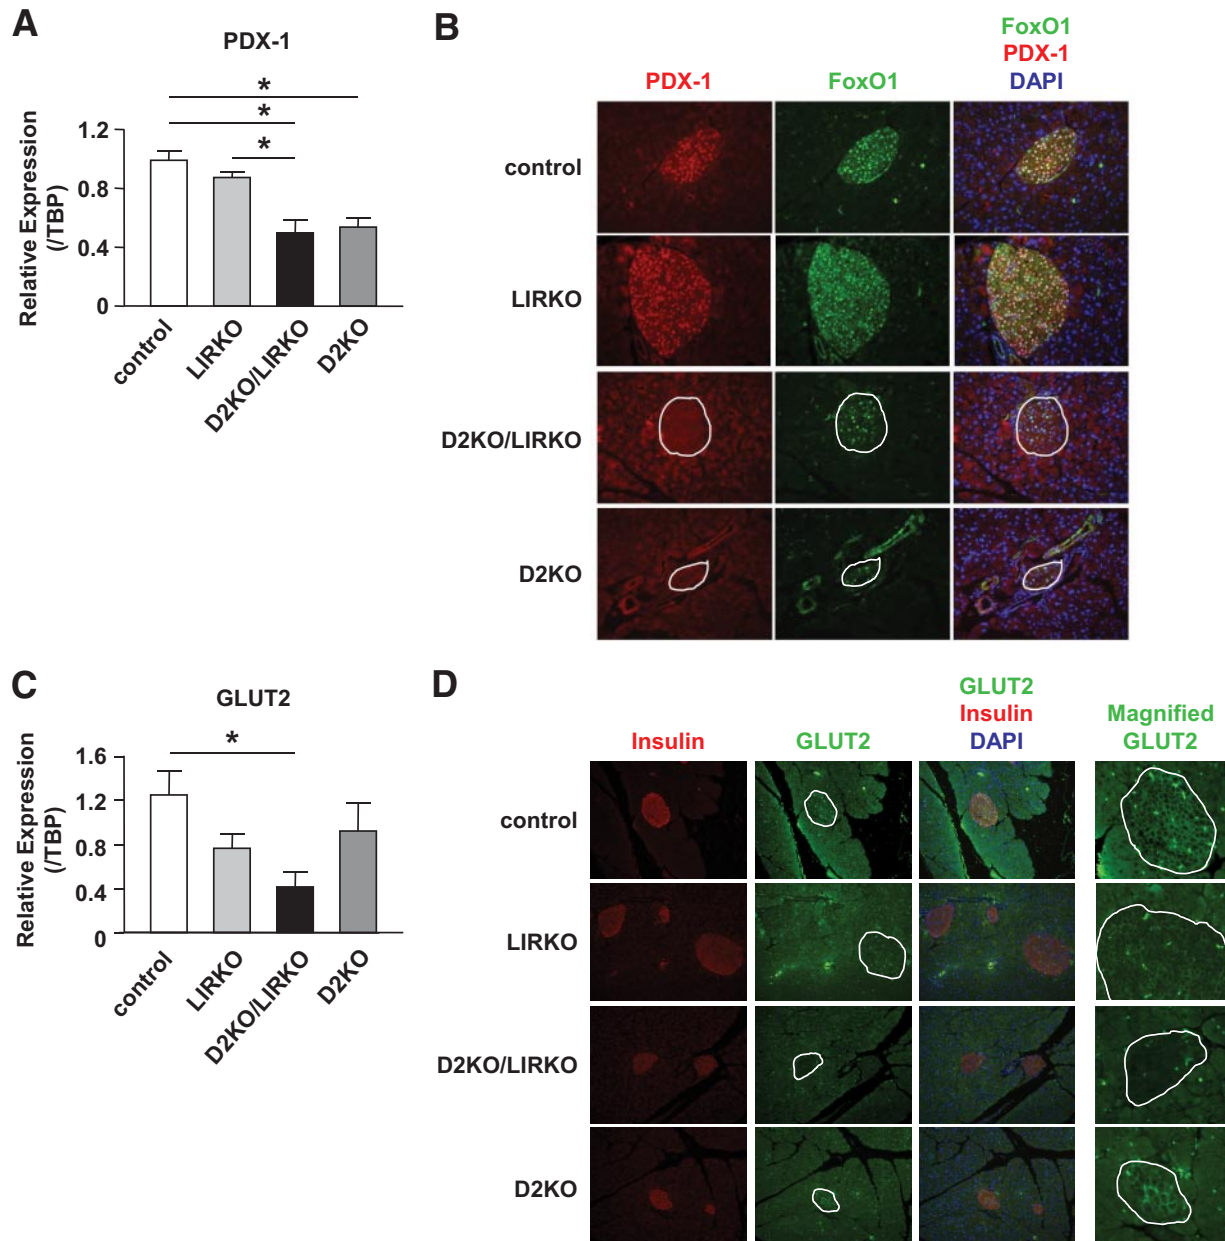 A
PDX-1
*
*
*
1.2
0.8
0.4
0
Relative Expression
(/TBP)
control
LIRKO
D2KO/LIRKO
D2KO
B
PDX-1
FoxO1
FoxO1
PDX-1
DAPI
control
LIRKO
D2KO/LIRKO
D2KO
C
GLUT2
*
1.6
1.2
0.8
0.4
0
Relative Expression
(/TBP)
control
LIRKO
D2KO/LIRKO
D2KO
D
Insulin
GLUT2
GLUT2
Insulin
DAPI
Magnified
GLUT2
control
LIRKO
D2KO/LIRKO
D2KO